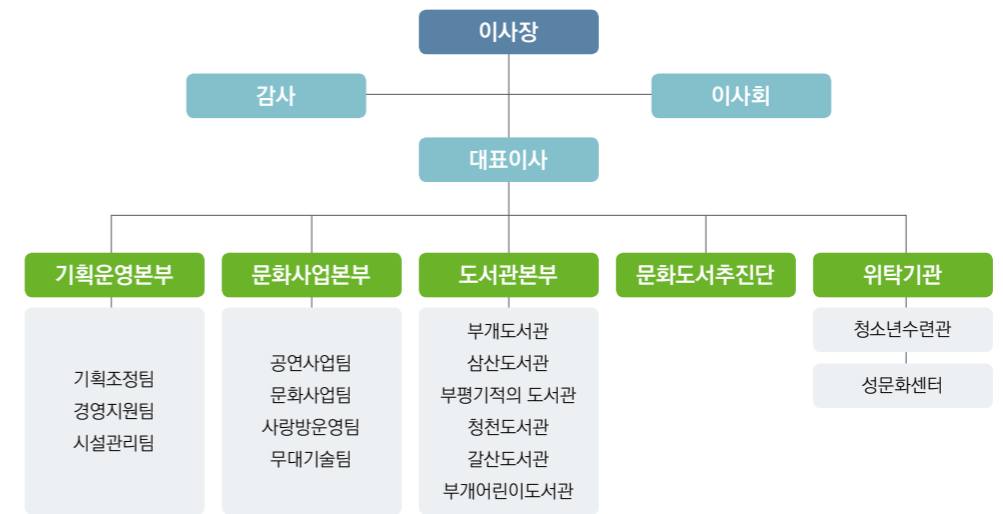 이사장
감사
이사회
대표이사
기획운영본부
문화사업본부
도서관본부
문화도서추진단
위탁기관
기획조정팀
경영지원팀
시설관리팀
공연사업팀
문화사업팀
사랑방운영팀
무대기술팀
부개도서관
삼산도서관
부평기적의 도서관
청천도서관
갈산도서관
부개어린이도서관
청소년수련관
성문화센터